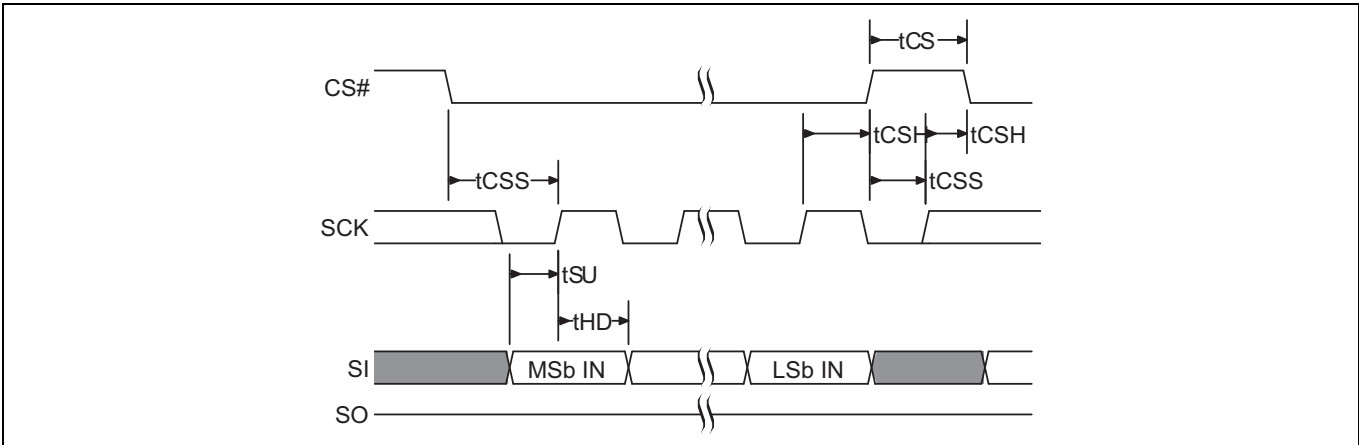 tCS
CS#
tCSH
tCSH
tCSS
tCSS
SCK
tSU
tHD
SI
MSb IN
LSb IN
SO